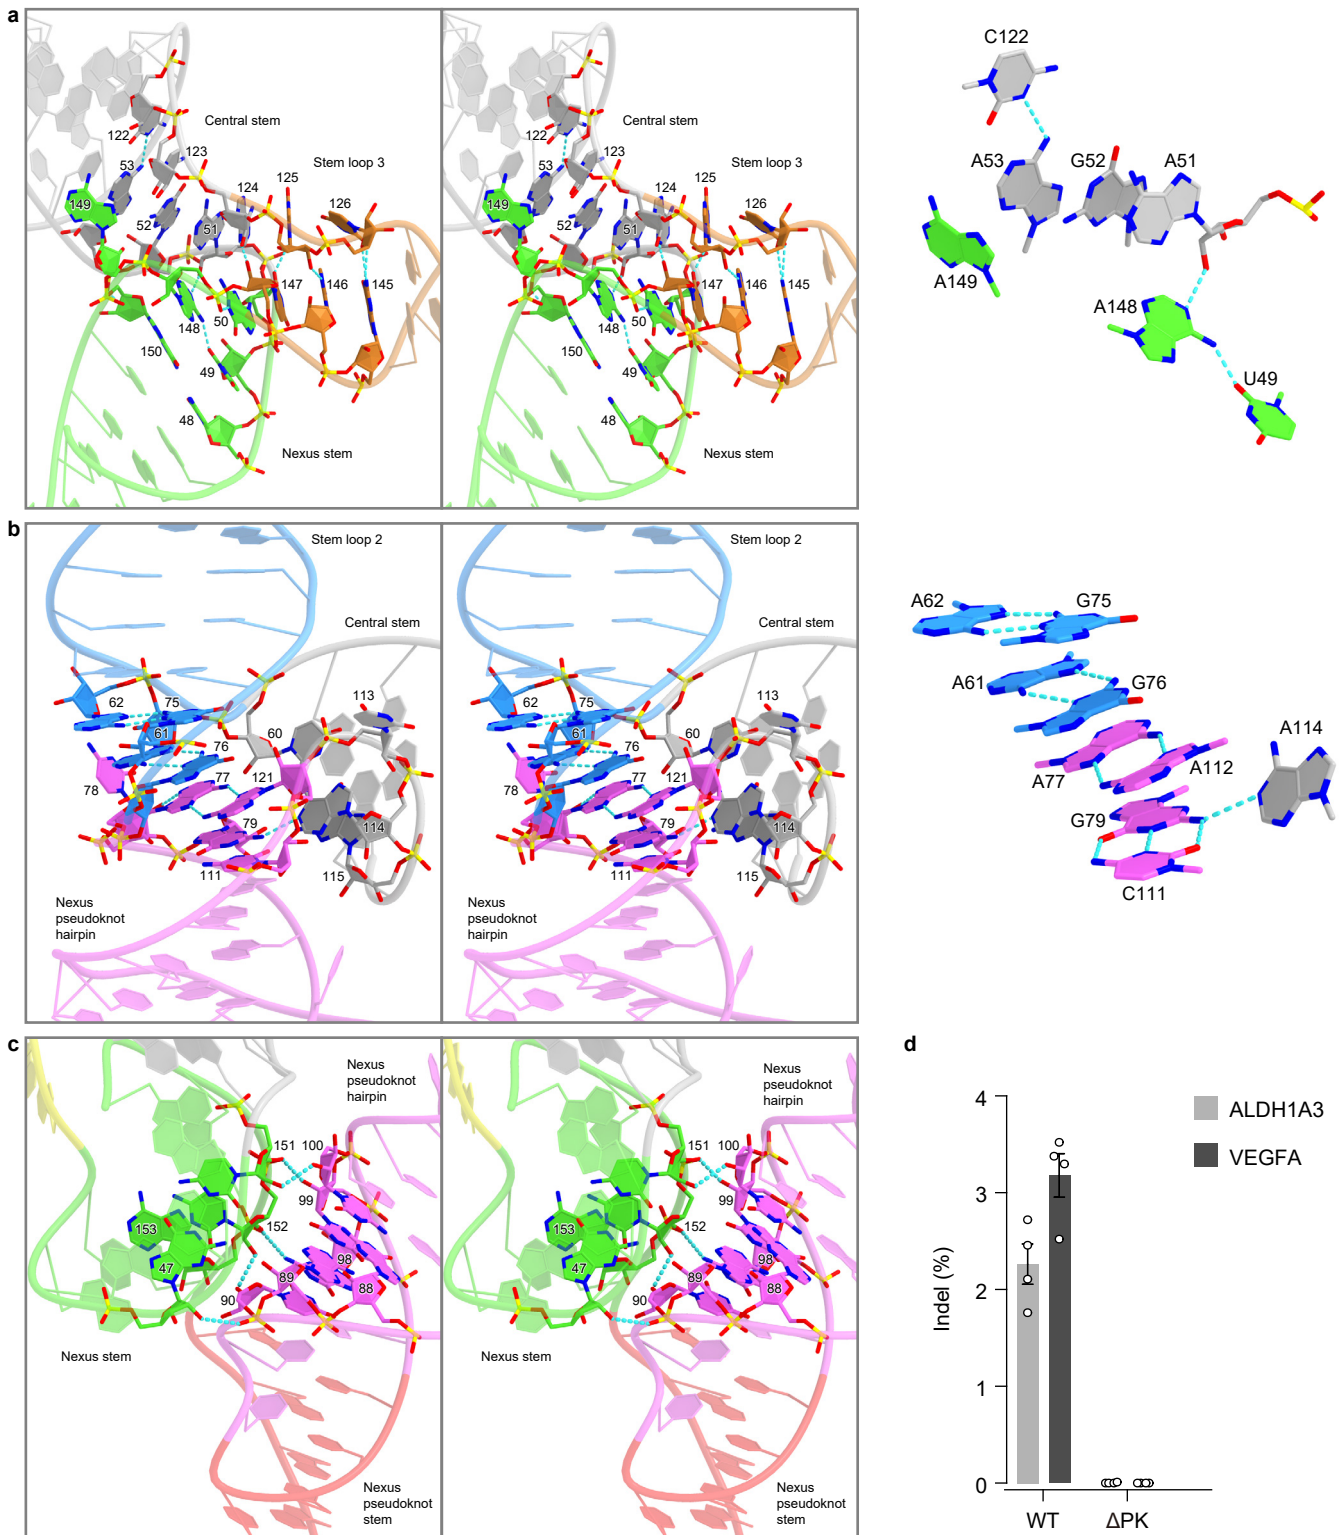 a
Central stem
Stem loop 3
122
53
123
149
124
125
126
52
51
147
146
145
148
50
150
49
48
Nexus stem
Central stem
Stem loop 3
122
53
123
149
124
125
126
52
51
147
146
145
148
50
150
49
48
Nexus stem
C122
A53
G52
A51
A149
A148
U49
b
Stem loop 2
Central stem
62
75
61
60
113
76
77
121
78
79
114
111
115
Nexus
pseudoknot
hairpin
Stem loop 2
Central stem
62
75
61
60
113
76
77
121
78
79
114
111
115
Nexus
pseudoknot
hairpin
A62
G75
A61
G76
A77
A112
A114
G79
C111
c
Nexus
pseudoknot
hairpin
151
100
99
153
152
47
98
89
88
90
Nexus stem
Nexus
pseudoknot
stem
Nexus
pseudoknot
hairpin
151
100
99
153
152
47
98
89
88
90
Nexus stem
Nexus
pseudoknot
stem
d
4
3
2
1
0
Indel (%)
ALDH1A3
VEGFA
WT
ΔPK